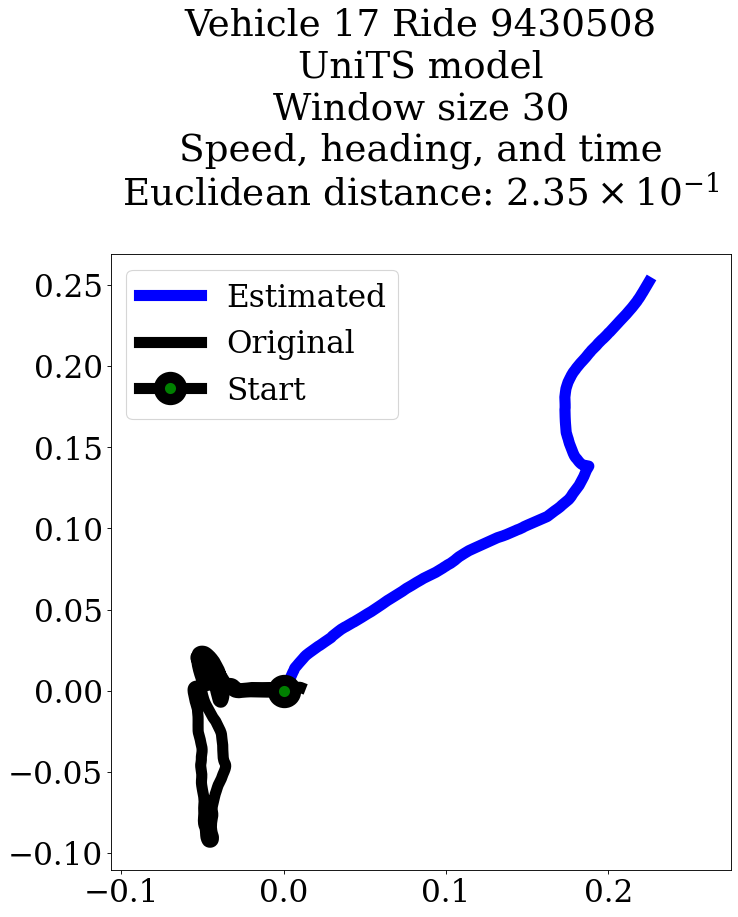 Vehicle 17 Ride 9430508
UniTS model
Window size 30
Speed, heading, and time
Euclidean distance: 2.35 × 10⁻¹
Estimated
Original
Start
0.25
0.20
0.15
0.10
0.05
0.00
−0.05
−0.10
−0.1 0.0 0.1 0.2